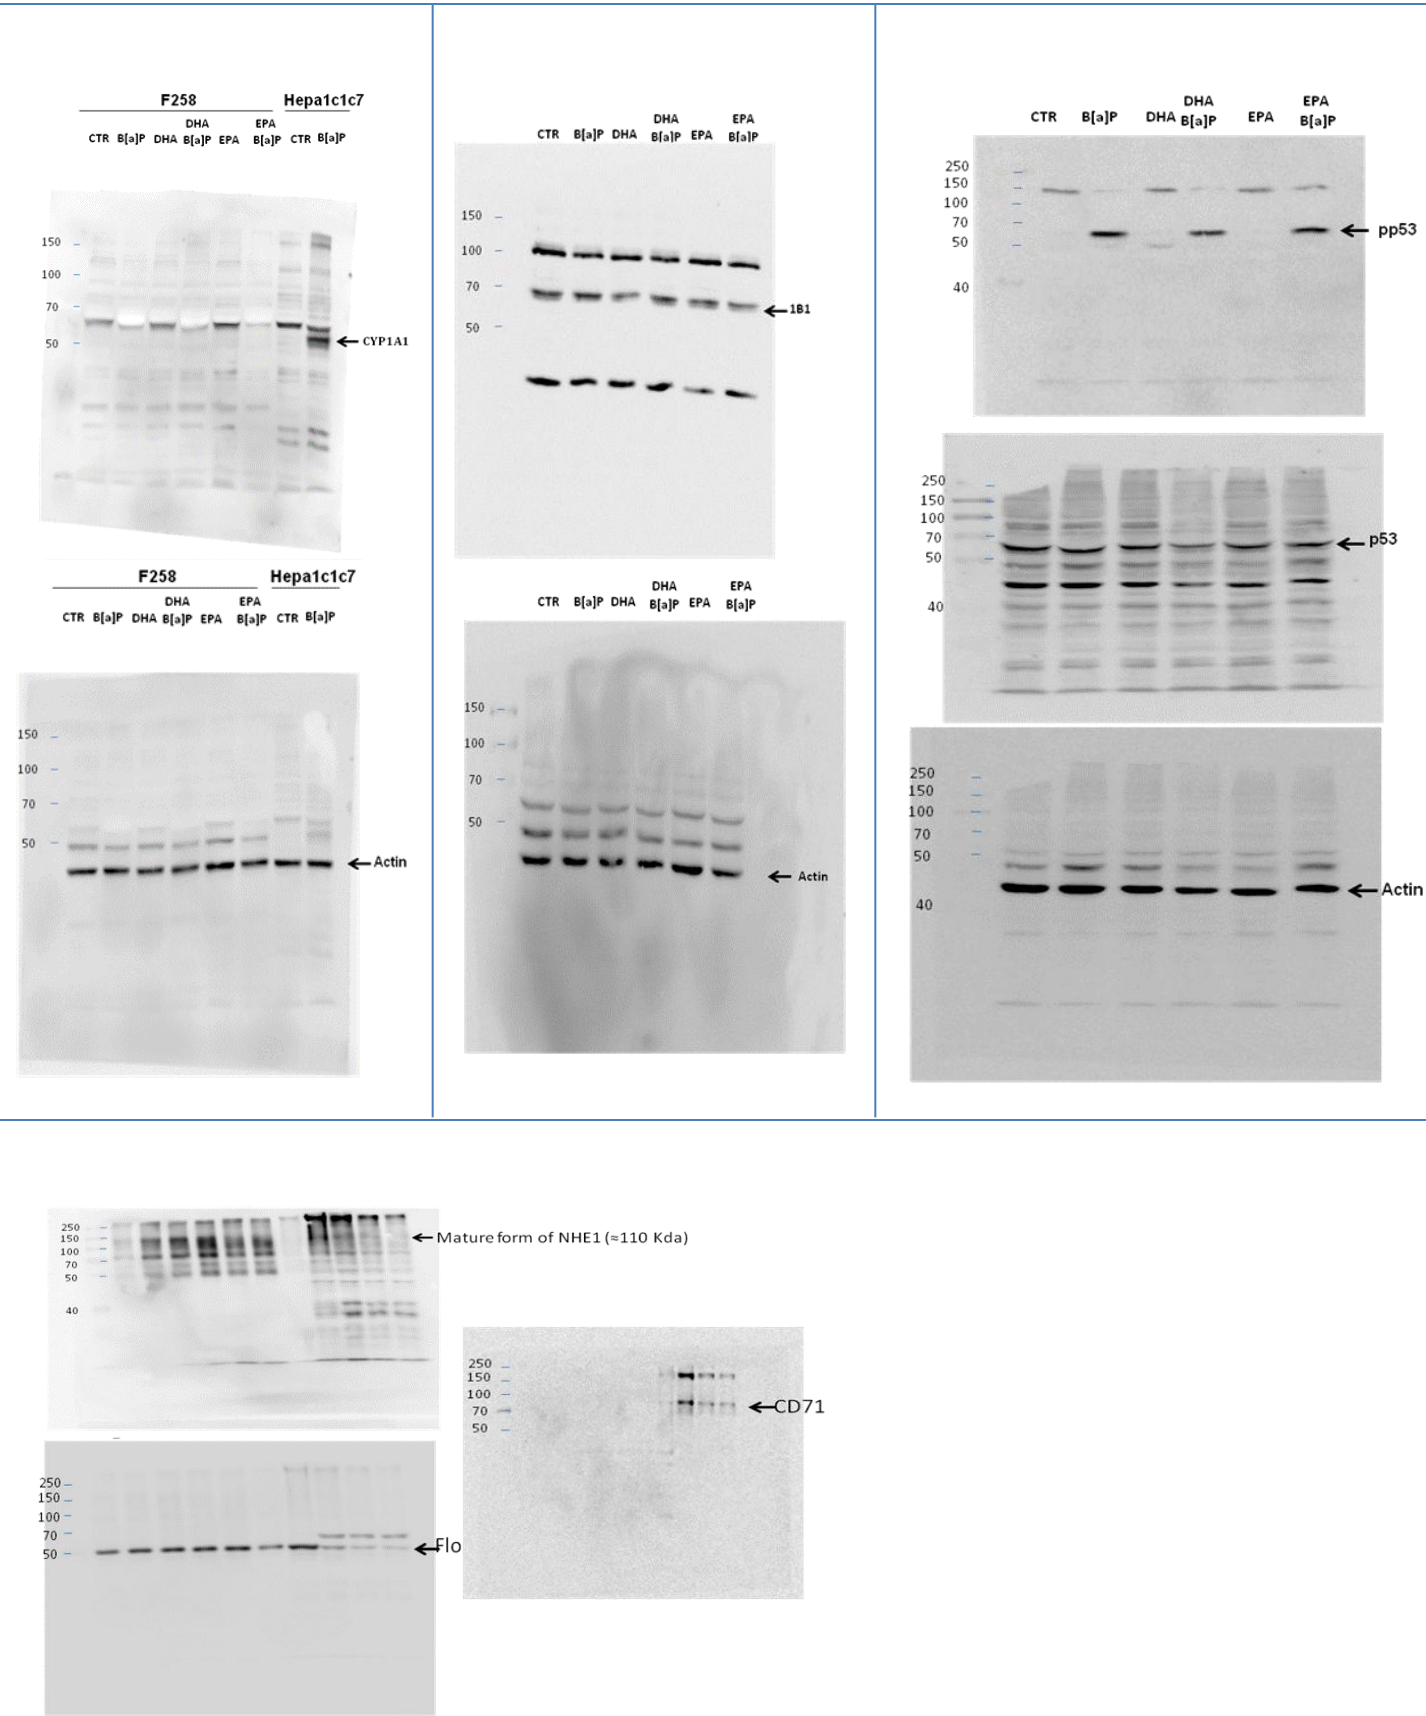 F258 Hepa1c1c7
DHA EPA
CTR B[a]P DHA B[a]P EPA B[a]P CTR B[a]P
150
100
70
50
CYP1A1
F258 Hepa1c1c7
DHA EPA
CTR B[a]P DHA B[a]P EPA B[a]P CTR B[a]P
150
100
70
50
Actin
DHA EPA
CTR B[a]P DHA B[a]P EPA B[a]P
150
100
70
50
1B1
DHA EPA
CTR B[a]P DHA B[a]P EPA B[a]P
150
100
70
50
Actin
DHA EPA
CTR B[a]P DHA B[a]P EPA B[a]P
250
150
100
70
50
40
pp53
250
150
100
70
50
40
p53
250
150
100
70
50
40
Actin
250
150
100
70
50
40
Mature form of NHE1 (≈110 Kda)
250
150
100
70
50
CD71
250
150
100
70
50
Flo